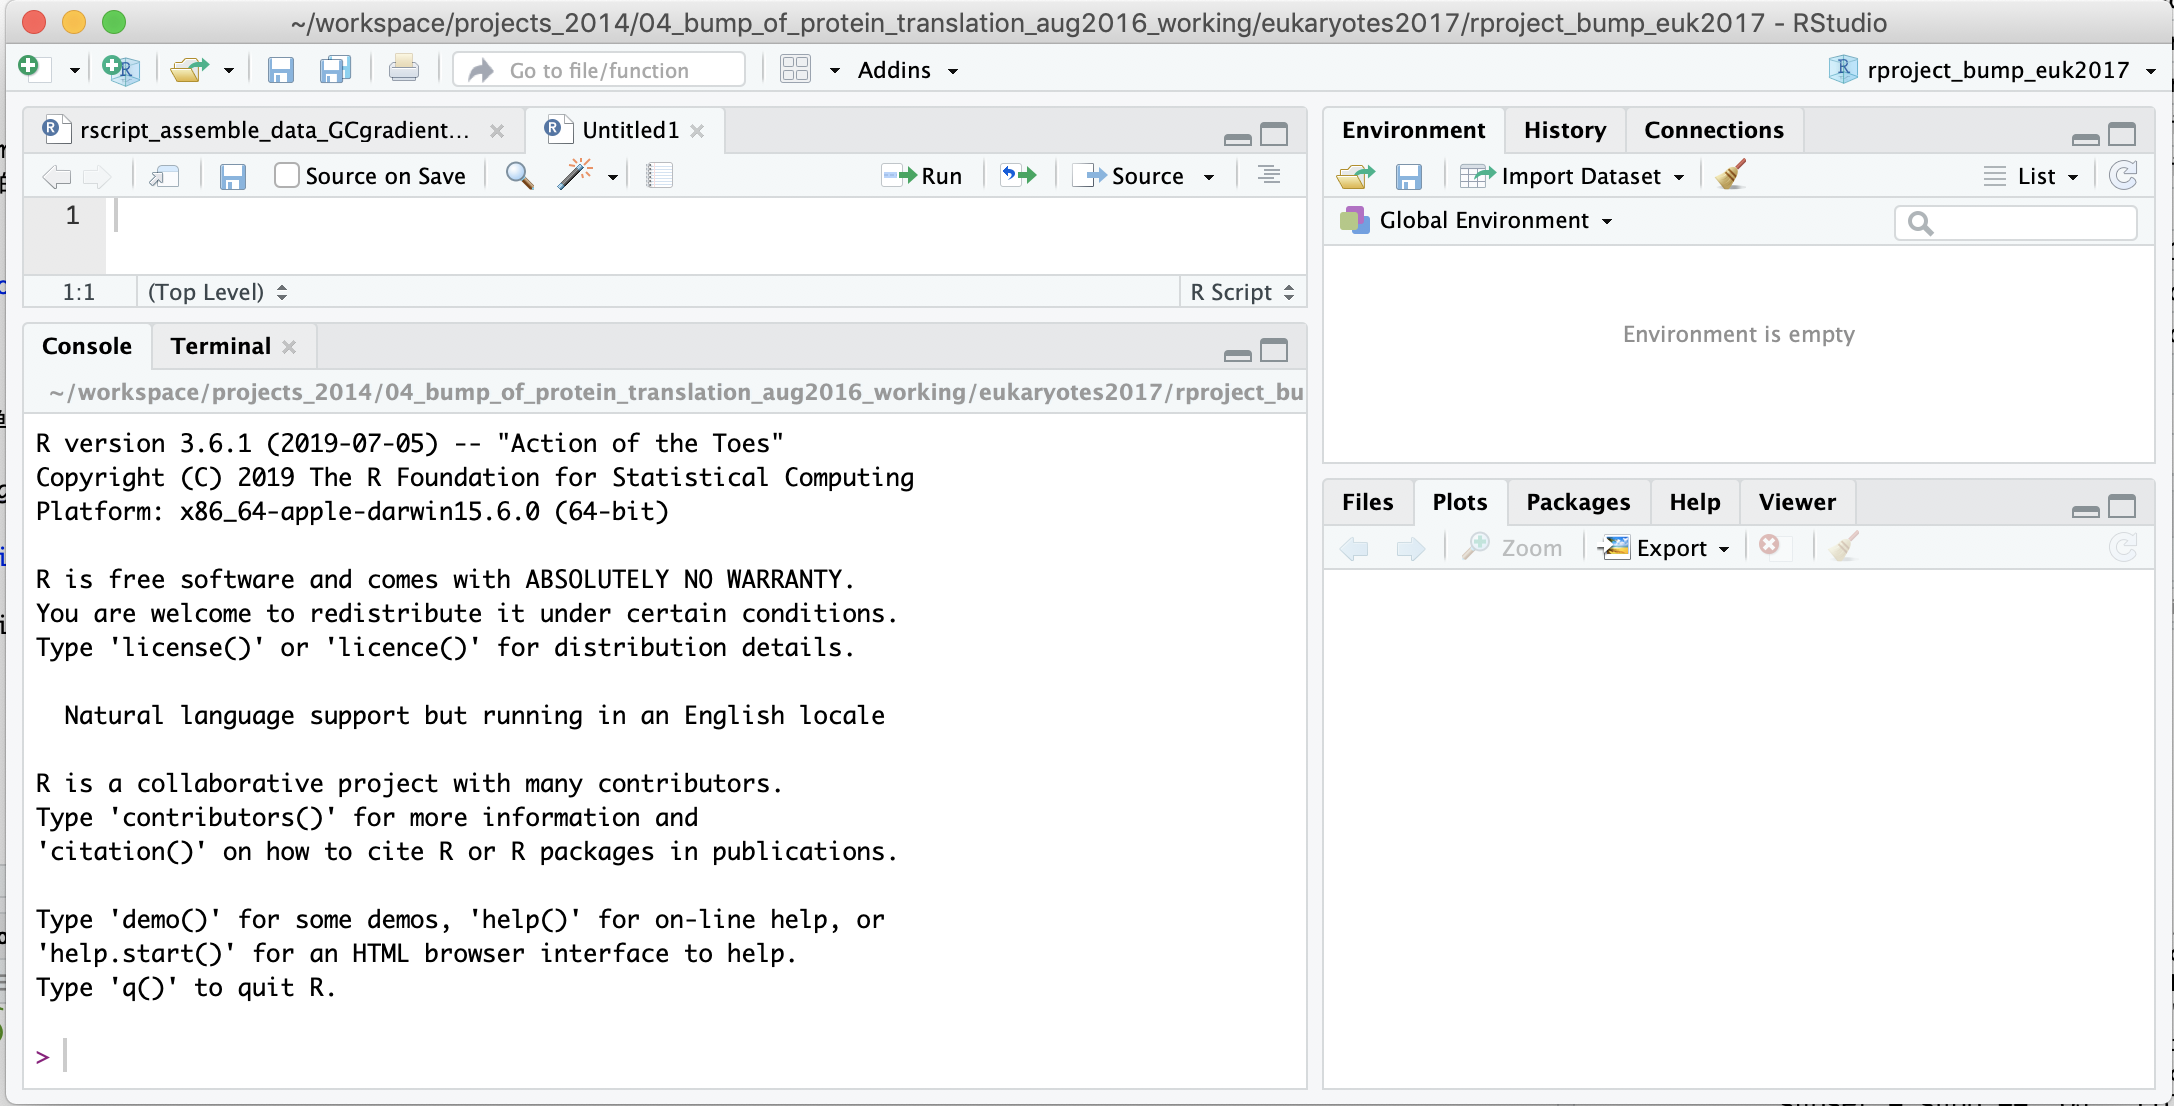 ~/workspace/projects_2014/04_bump_of_protein_translation_aug2016_working/eukaryotes2017/rproject_bump_euk2017 - RStudio
Go to file/function
Addins
rproject_bump_euk2017
rscript_assemble_data_GCgradient...
Untitled1
Source on Save
Run
Source
1
1:1
(Top Level)
R Script
Console
Terminal
~/workspace/projects_2014/04_bump_of_protein_translation_aug2016_working/eukaryotes2017/rproject_bu
R version 3.6.1 (2019-07-05) -- "Action of the Toes"
Copyright (C) 2019 The R Foundation for Statistical Computing
Platform: x86_64-apple-darwin15.6.0 (64-bit)
R is free software and comes with ABSOLUTELY NO WARRANTY.
You are welcome to redistribute it under certain conditions.
Type 'license()' or 'licence()' for distribution details.
Natural language support but running in an English locale
R is a collaborative project with many contributors.
Type 'contributors()' for more information and
'citation()' on how to cite R or R packages in publications.
Type 'demo()' for some demos, 'help()' for on-line help, or
'help.start()' for an HTML browser interface to help.
Type 'q()' to quit R.
>
Environment
History
Connections
Import Dataset
List
Global Environment
Environment is empty
Files
Plots
Packages
Help
Viewer
Zoom
Export